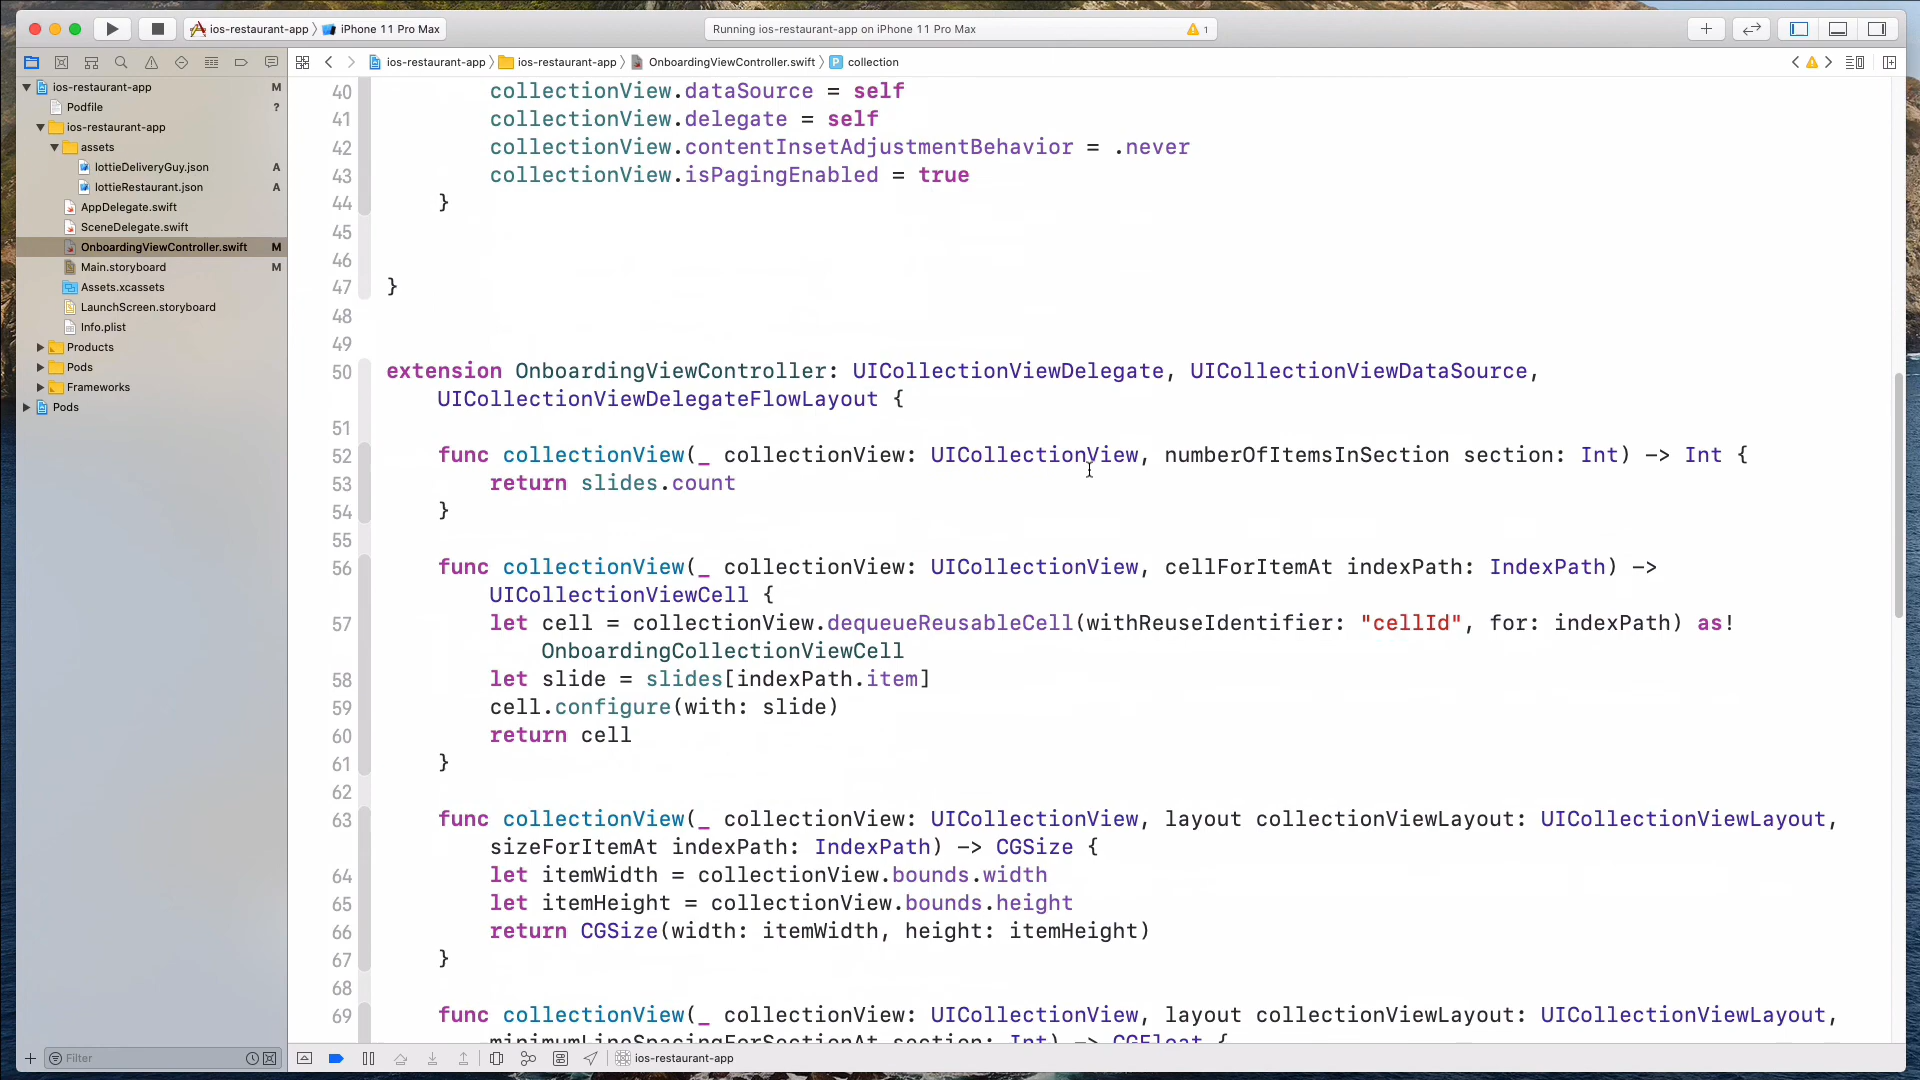 ios-restaurant-app iPhone 11 Pro Max Running ios-restaurant-app on iPhone 11 Pro Max 1
ios-restaurant-app ios-restaurant-app OnboardingViewController.swift P collection
ios-restaurant-app M
Podfile ?
ios-restaurant-app
assets
lottieDeliveryGuy.json A
lottieRestaurant.json A
AppDelegate.swift
SceneDelegate.swift
OnboardingViewController.swift M
Main.storyboard M
Assets.xcassets
LaunchScreen.storyboard
Info.plist
Products
Pods
Frameworks
Pods
Filter
40 collectionView.dataSource = self
41 collectionView.delegate = self
42 collectionView.contentInsetAdjustmentBehavior = .never
43 collectionView.isPagingEnabled = true
44 }
45
46
47 }
48
49
50 extension OnboardingViewController: UICollectionViewDelegate, UICollectionViewDataSource,
UICollectionViewDelegateFlowLayout {
51
52 func collectionView(_ collectionView: UICollectionView, numberOfItemsInSection section: Int) -> Int {
53 return slides.count
54 }
55
56 func collectionView(_ collectionView: UICollectionView, cellForItemAt indexPath: IndexPath) ->
UICollectionViewCell {
57 let cell = collectionView.dequeueReusableCell(withReuseIdentifier: "cellId", for: indexPath) as!
OnboardingCollectionViewCell
58 let slide = slides[indexPath.item]
59 cell.configure(with: slide)
60 return cell
61 }
62
63 func collectionView(_ collectionView: UICollectionView, layout collectionViewLayout: UICollectionViewLayout,
sizeForItemAt indexPath: IndexPath) -> CGSize {
64 let itemWidth = collectionView.bounds.width
65 let itemHeight = collectionView.bounds.height
66 return CGSize(width: itemWidth, height: itemHeight)
67 }
68
69 func collectionView(_ collectionView: UICollectionView, layout collectionViewLayout: UICollectionViewLayout,
minimumLineSpacingForSectionAt section: Int) -> CGFloat {
ios-restaurant-app